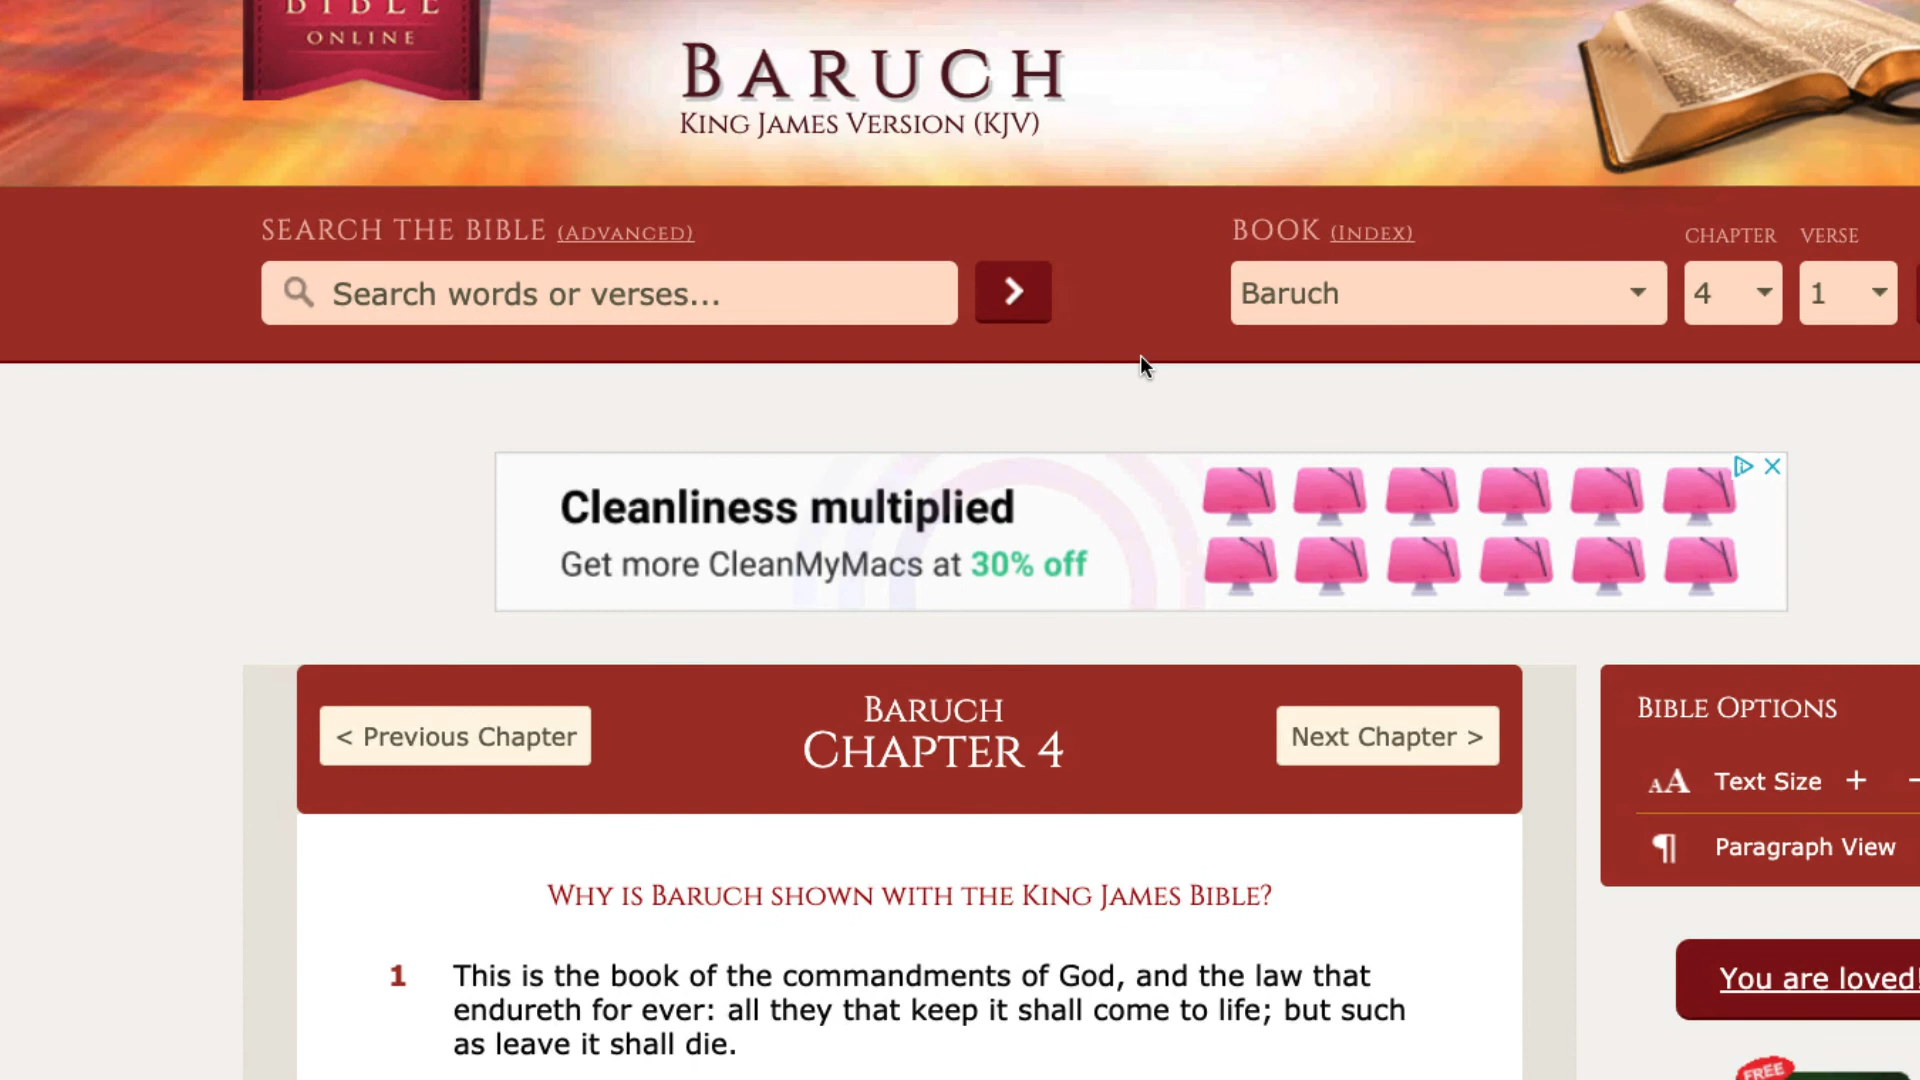 BIBLE
ONLINE
BARUCH
KING JAMES VERSION (KJV)
SEARCH THE BIBLE (ADVANCED)
Search words or verses...
BOOK (INDEX)
CHAPTER VERSE
Baruch
4
1
Cleanliness multiplied
Get more CleanMyMacs at 30% off
< Previous Chapter
BARUCH
CHAPTER 4
Next Chapter >
BIBLE OPTIONS
AA Text Size + -
¶ Paragraph View
WHY IS BARUCH SHOWN WITH THE KING JAMES BIBLE?
1 This is the book of the commandments of God, and the law that
endureth for ever: all they that keep it shall come to life; but such
as leave it shall die.
You are loved!
FREE